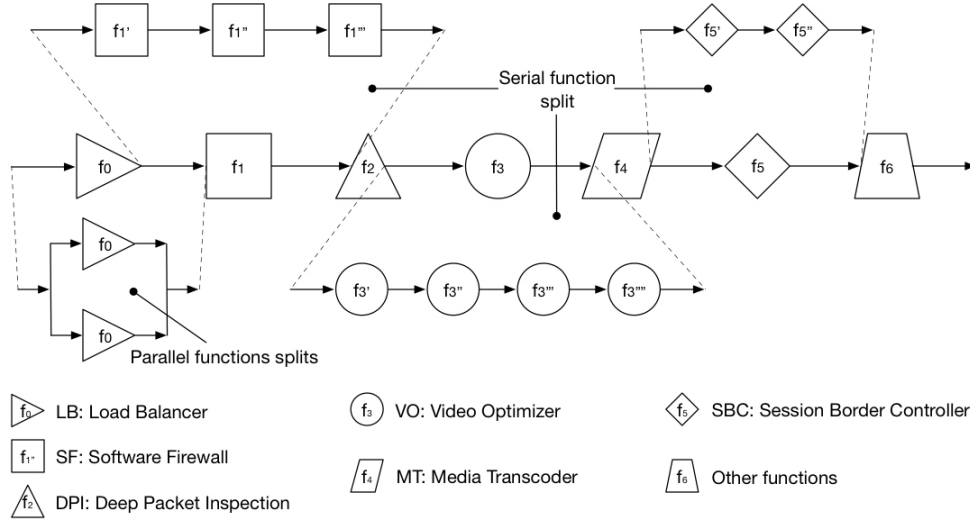 f1' f1'' f1''' f5' f5''
Serial function
split
f0 f1 f2 f3 f4 f5 f6
f0
f3' f3'' f3''' f3''''
f0
Parallel functions splits
f0 LB: Load Balancer f3 VO: Video Optimizer f5 SBC: Session Border Controller
f1'' SF: Software Firewall
f4 MT: Media Transcoder f6 Other functions
f2 DPI: Deep Packet Inspection